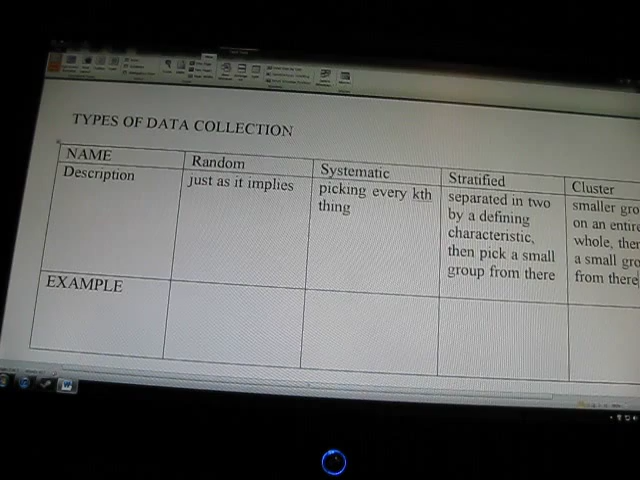 TYPES OF DATA COLLECTION
NAME
Random
Systematic
Stratified
Cluster
Description
just as it implies
picking every kth
thing
separated in two
by a defining
characteristic,
then pick a small
group from there
smaller gro
on an entire
whole, then
a small gro
from there
EXAMPLE